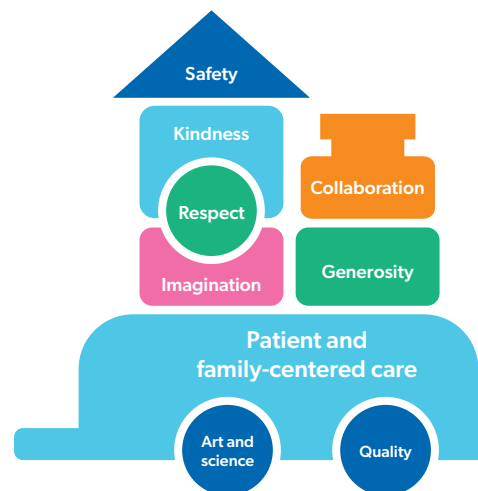 Safety
Kindness
Collaboration
Respect
Generosity
Imagination
Patient and
family-centered care
Art and
science
Quality